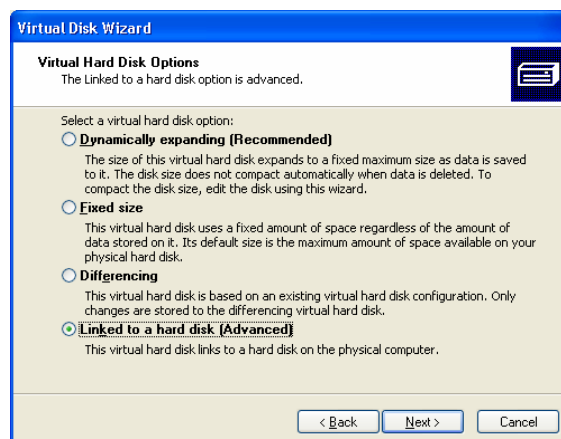 Virtual Disk Wizard
Virtual Hard Disk Options
The Linked to a hard disk option is advanced.
Select a virtual hard disk option:
Dynamically expanding (Recommended)
The size of this virtual hard disk expands to a fixed maximum size as data is saved
to it. The disk size does not compact automatically when data is deleted. To
compact the disk size, edit the disk using this wizard.
Fixed size
This virtual hard disk uses a fixed amount of space regardless of the amount of
data stored on it. Its default size is the maximum amount of space available on your
physical hard disk.
Differencing
This virtual hard disk is based on an existing virtual hard disk configuration. Only
changes are stored to the differencing virtual hard disk.
Linked to a hard disk (Advanced)
This virtual hard disk links to a hard disk on the physical computer.
< Back Next > Cancel